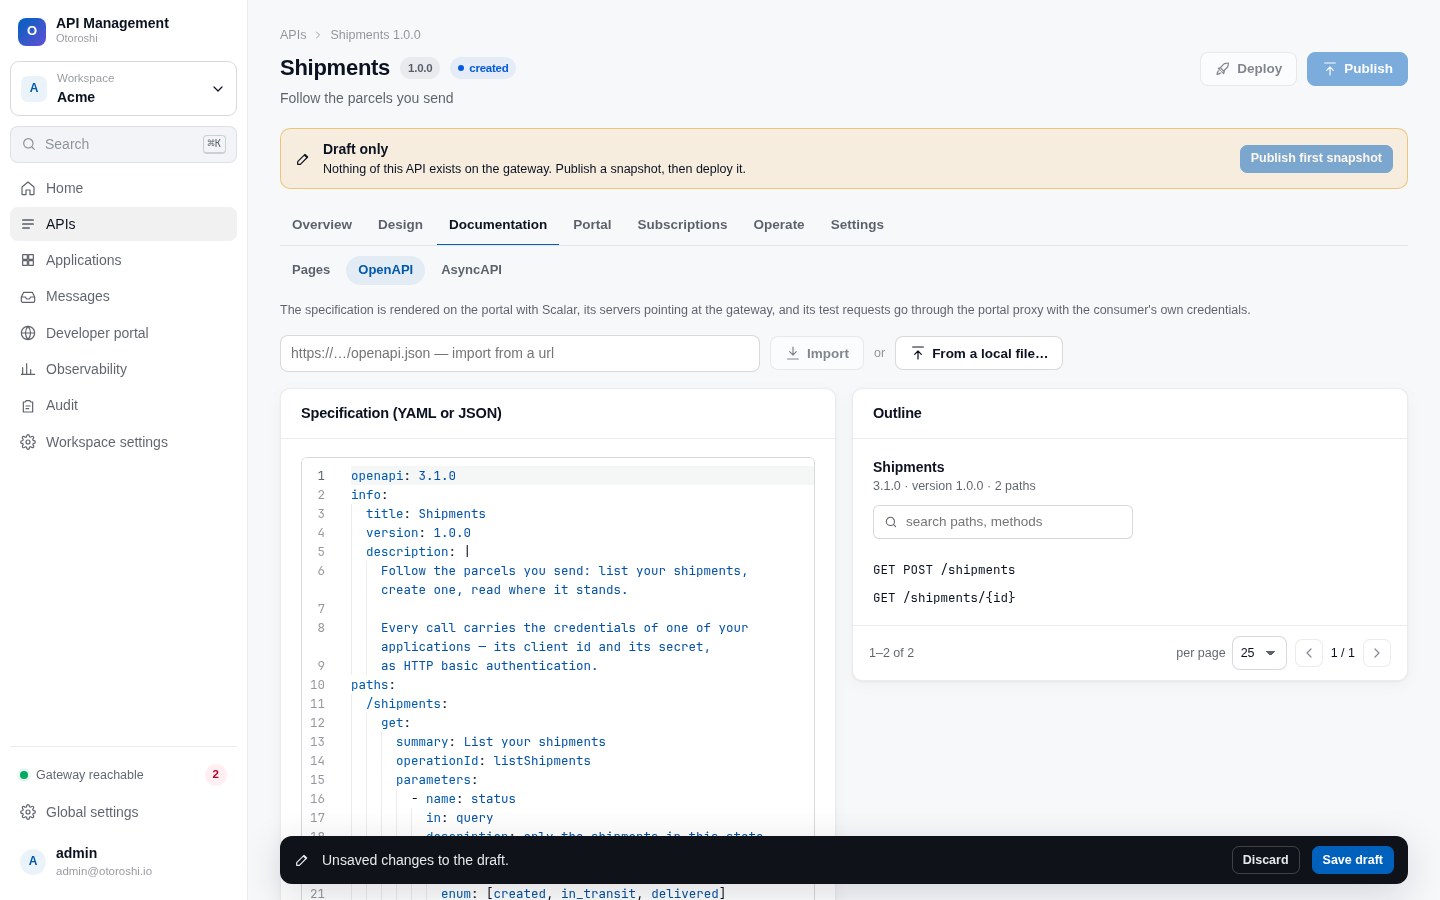 O
API Management
Otoroshi
A
Workspace
Acme
Search
⌘K
Home
APIs
Applications
Messages
Developer portal
Observability
Audit
Workspace settings
Gateway reachable
2
Global settings
A
admin
admin@otoroshi.io
APIs
Shipments 1.0.0
Shipments
1.0.0
created
Follow the parcels you send
Deploy
Publish
Draft only
Nothing of this API exists on the gateway. Publish a snapshot, then deploy it.
Publish first snapshot
Overview
Design
Documentation
Portal
Subscriptions
Operate
Settings
Pages
OpenAPI
AsyncAPI
The specification is rendered on the portal with Scalar, its servers pointing at the gateway, and its test requests go through the portal proxy with the consumer's own credentials.
https://…/openapi.json — import from a url
Import
or
From a local file...
Specification (YAML or JSON)
1 openapi: 3.1.0
2 info:
3 title: Shipments
4 version: 1.0.0
5 description: |
6 Follow the parcels you send: list your shipments,
create one, read where it stands.
7
8 Every call carries the credentials of one of your
applications — its client id and its secret,
9 as HTTP basic authentication.
10 paths:
11 /shipments:
12 get:
13 summary: List your shipments
14 operationId: listShipments
15 parameters:
16 - name: status
17 in: query
18 description: only the shipments in this state
21 enum: [created, in_transit, delivered]
Outline
Shipments
3.1.0 · version 1.0.0 · 2 paths
search paths, methods
GET POST /shipments
GET /shipments/{id}
1–2 of 2
per page
25
1 / 1
Unsaved changes to the draft.
Discard
Save draft